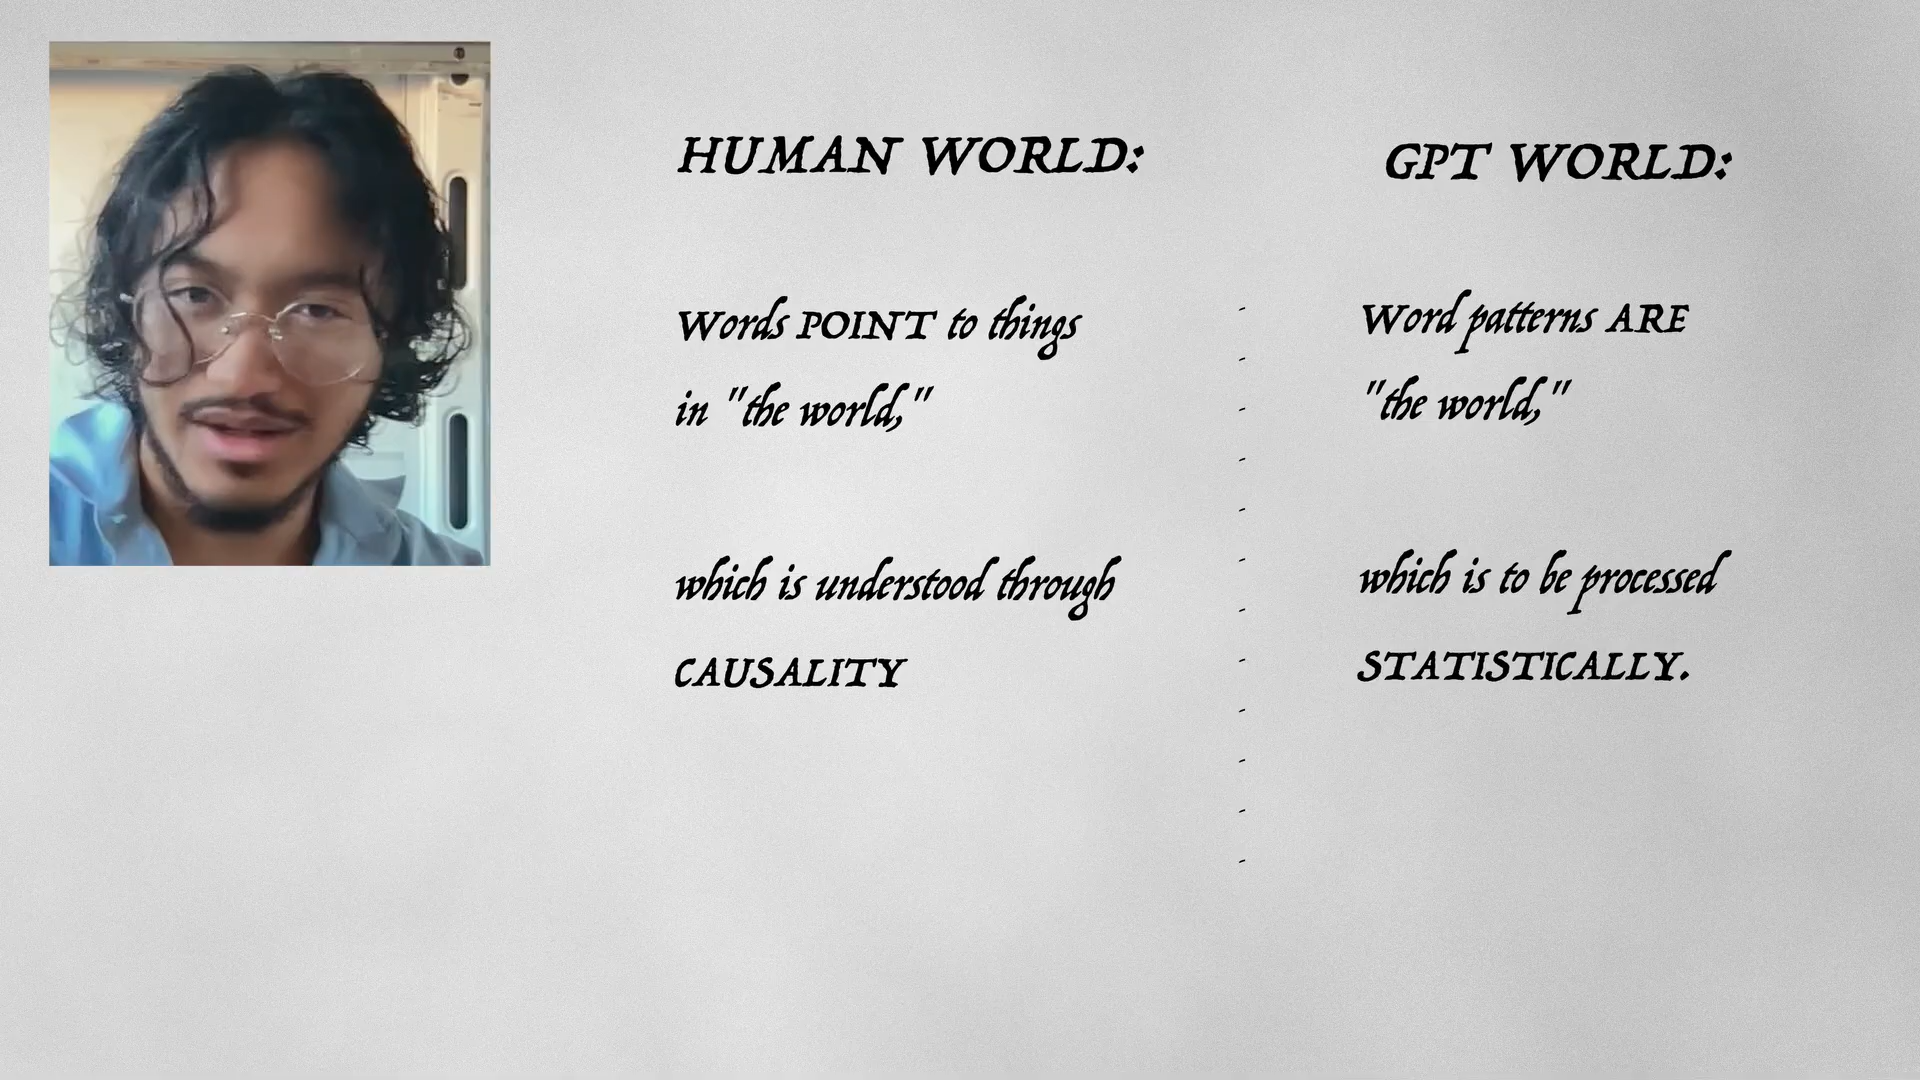 HUMAN WORLD:
Words POINT to things
in "the world,"
which is understood through
CAUSALITY
GPT WORLD:
Word patterns ARE
"the world,"
which is to be processed
STATISTICALLY.